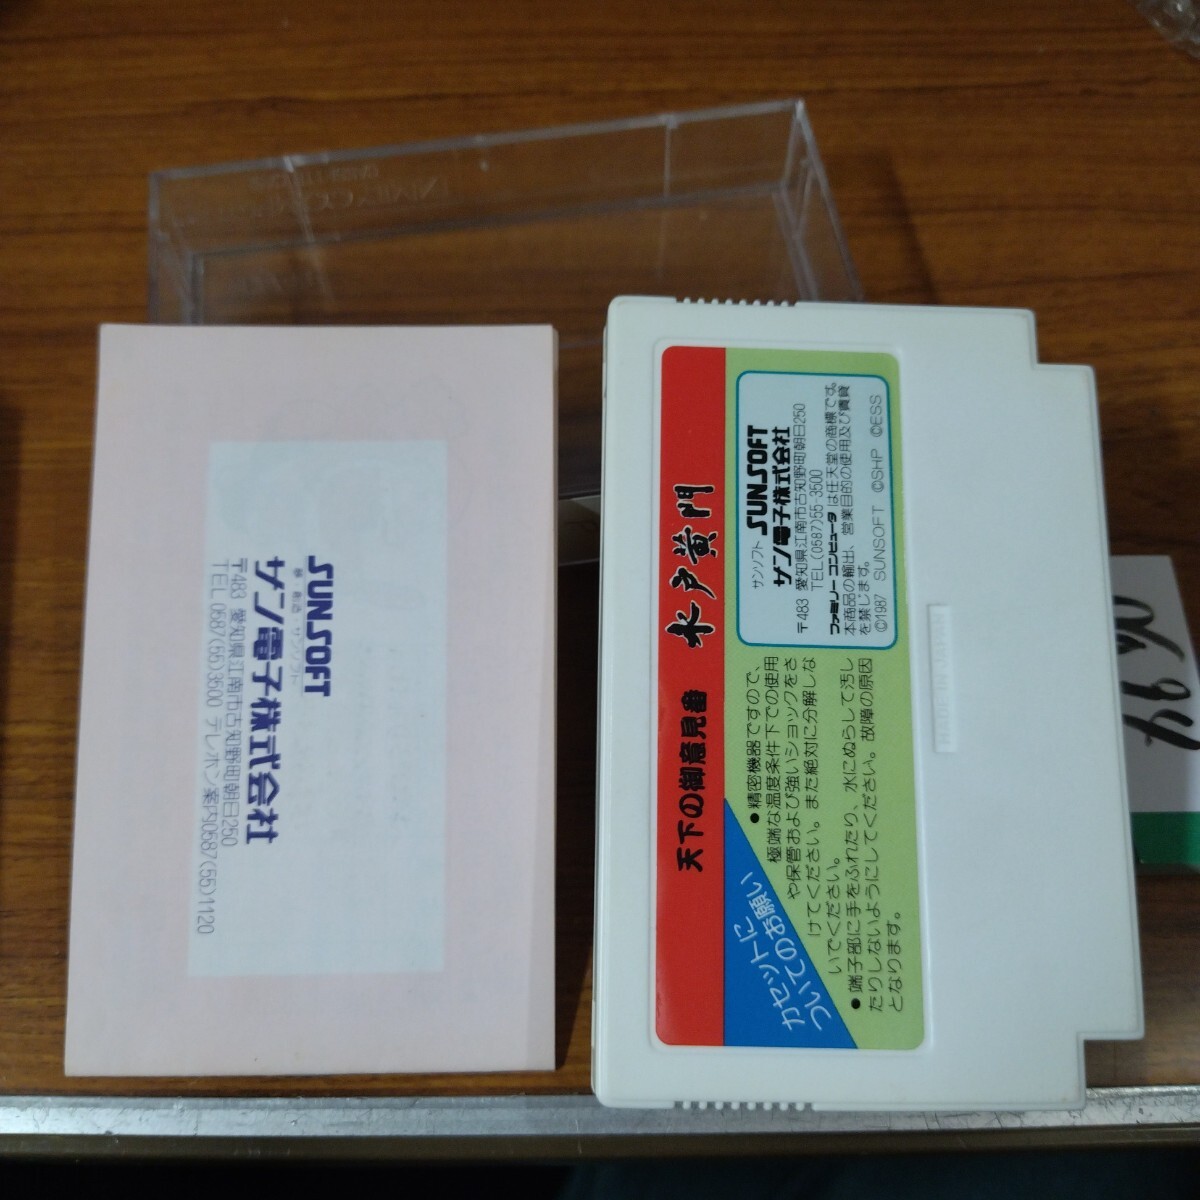 SUNSOFT
夢・創造・サンソフト
サン電子株式会社
〒483 愛知県江南市古知野町朝日250
TEL 0587(55)3500 テレホン案内0587(55)1120
天下の御意見番 水戸黄門
サンソフト SUNSOFT
サン電子株式会社
〒483 愛知県江南市古知野町朝日250
TEL(0587)55-3500
ファミリーコンピュータ は任天堂の商標です。
本商品の輸出、営業目的の使用及び賃貸
を禁じます。
©1987 SUNSOFT ©SHP ©ESS
カセットに
ついてのお願い
●精密機器ですので、
極端な温度条件下での使用
や保管および強いショックをさ
けてください。また絶対に分解しな
いでください。
●端子部に手をふれたり、水にぬらして汚し
たりしないようにしてください。故障の原因
となります。
MADE IN JAPAN